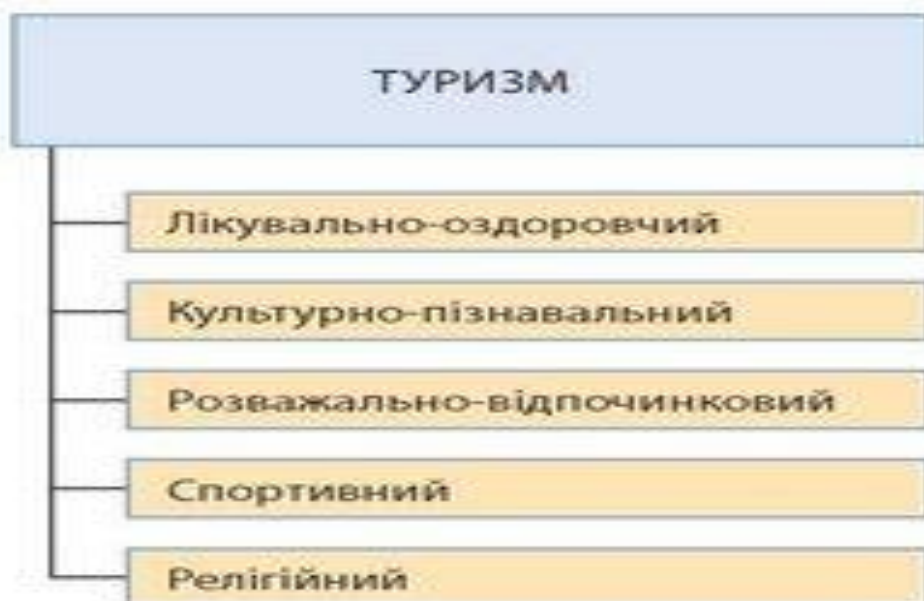 ТУРИЗМ
Лікувально-оздоровчий
Культурно-пізнавальний
Розважально-відпочинковий
Спортивний
Релігійний